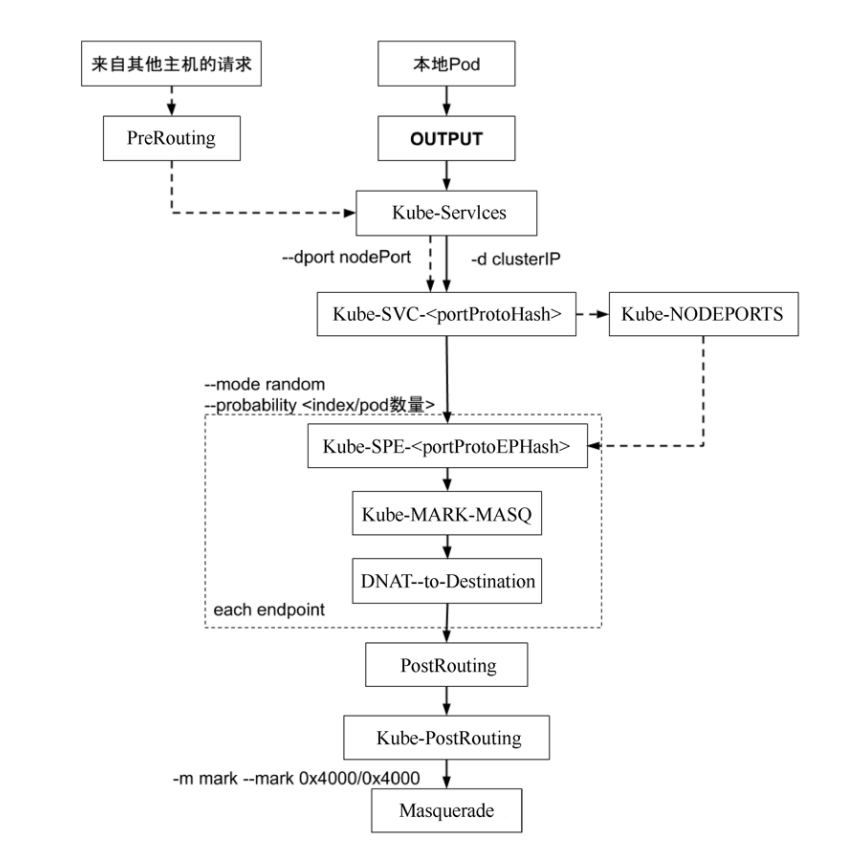 来自其他主机的请求
本地Pod
PreRouting
OUTPUT
Kube-ServIces
--dport nodePort
-d clusterIP
Kube-SVC-<portProtoHash>
Kube-NODEPORTS
--mode random
--probability <index/pod数量>
Kube-SPE-<portProtoEPHash>
Kube-MARK-MASQ
DNAT--to-Destination
each endpoint
PostRouting
Kube-PostRouting
-m mark --mark 0x4000/0x4000
Masquerade